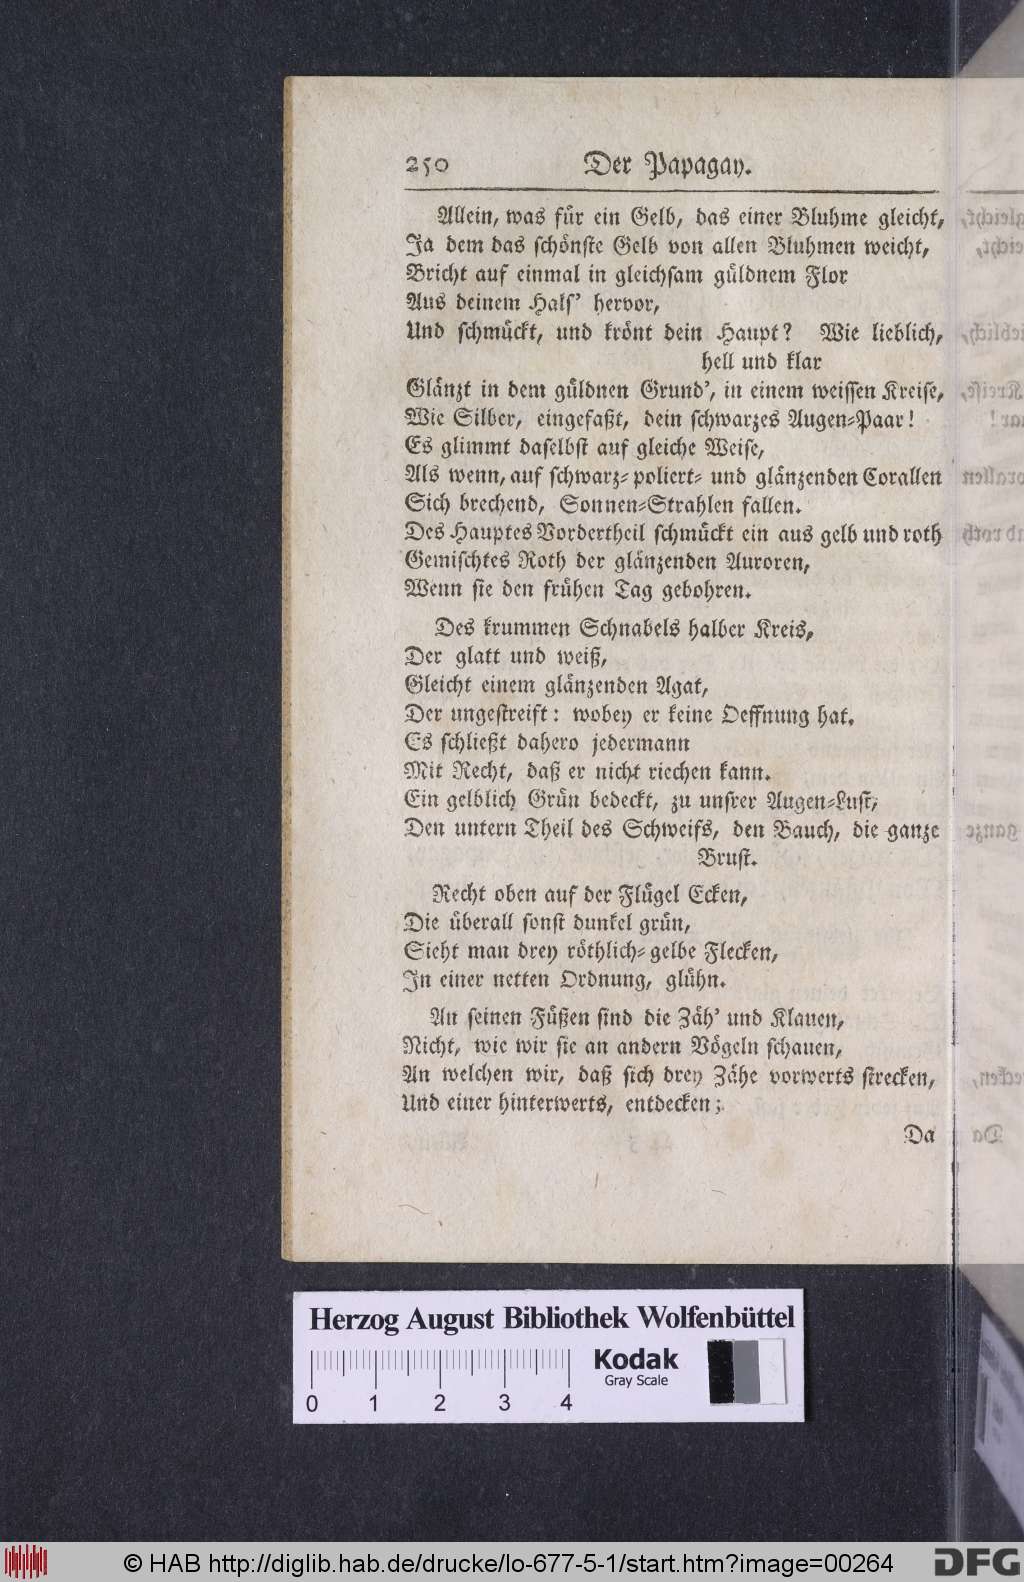 250 Der Papagay.
Allein, was für ein Gelb, das einer Bluhme gleicht,
Ja dem das schönste Gelb von allen Bluhmen weicht,
Bricht auf einmal in gleichsam güldnem Flor
Aus deinem Hals' hervor,
Und schmückt, und krönt dein Haupt? Wie lieblich,
hell und klar
Glänzt in dem güldnen Grund', in einem weissen Kreise,
Wie Silber, eingefaßt, dein schwarzes Augen-Paar!
Es glimmt daselbst auf gleiche Weise,
Als wenn, auf schwarz- poliert- und glänzenden Corallen
Sich brechend, Sonnen-Strahlen fallen.
Des Hauptes Vordertheil schmückt ein aus gelb und roth
Gemischtes Roth der glänzenden Auroren,
Wenn sie den frühen Tag gebohren.
Des krummen Schnabels halber Kreis,
Der glatt und weiß,
Gleicht einem glänzenden Agat,
Der ungestreift: wobey er keine Oeffnung hat.
Es schließt dahero jedermann
Mit Recht, daß er nicht riechen kann.
Ein gelblich Grün bedeckt, zu unsrer Augen-Lust,
Den untern Theil des Schweifs, den Bauch, die ganze
Brust.
Recht oben auf der Flügel Ecken,
Die überall sonst dunkel grün,
Sieht man drey röthlich-gelbe Flecken,
In einer netten Ordnung, glühn.
An seinen Füßen sind die Zäh' und Klauen,
Nicht, wie wir sie an andern Vögeln schauen,
An welchen wir, daß sich drey Zähe vorwerts strecken,
Und einer hinterwerts, entdecken;
Da
Herzog August Bibliothek Wolfenbüttel
Kodak
Gray Scale
0 1 2 3 4
© HAB http://diglib.hab.de/drucke/lo-677-5-1/start.htm?image=00264
DFG